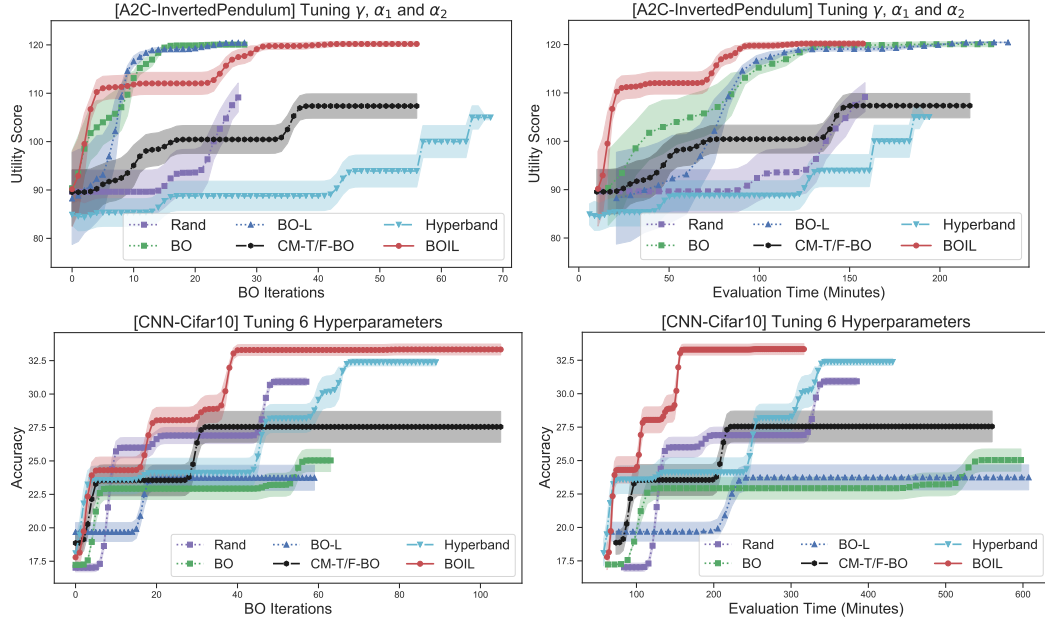 [A2C-InvertedPendulum] Tuning γ, α₁ and α₂
Utility Score
120
110
100
90
80
0 10 20 30 40 50 60 70
BO Iterations
Rand BO-L Hyperband
BO CM-T/F-BO BOIL
[A2C-InvertedPendulum] Tuning γ, α₁ and α₂
Utility Score
120
110
100
90
80
0 50 100 150 200
Evaluation Time (Minutes)
Rand BO-L Hyperband
BO CM-T/F-BO BOIL
[CNN-Cifar10] Tuning 6 Hyperparameters
Accuracy
32.5
30.0
27.5
25.0
22.5
20.0
17.5
0 20 40 60 80 100
BO Iterations
Rand BO-L Hyperband
BO CM-T/F-BO BOIL
[CNN-Cifar10] Tuning 6 Hyperparameters
Accuracy
32.5
30.0
27.5
25.0
22.5
20.0
17.5
100 200 300 400 500 600
Evaluation Time (Minutes)
Rand BO-L Hyperband
BO CM-T/F-BO BOIL